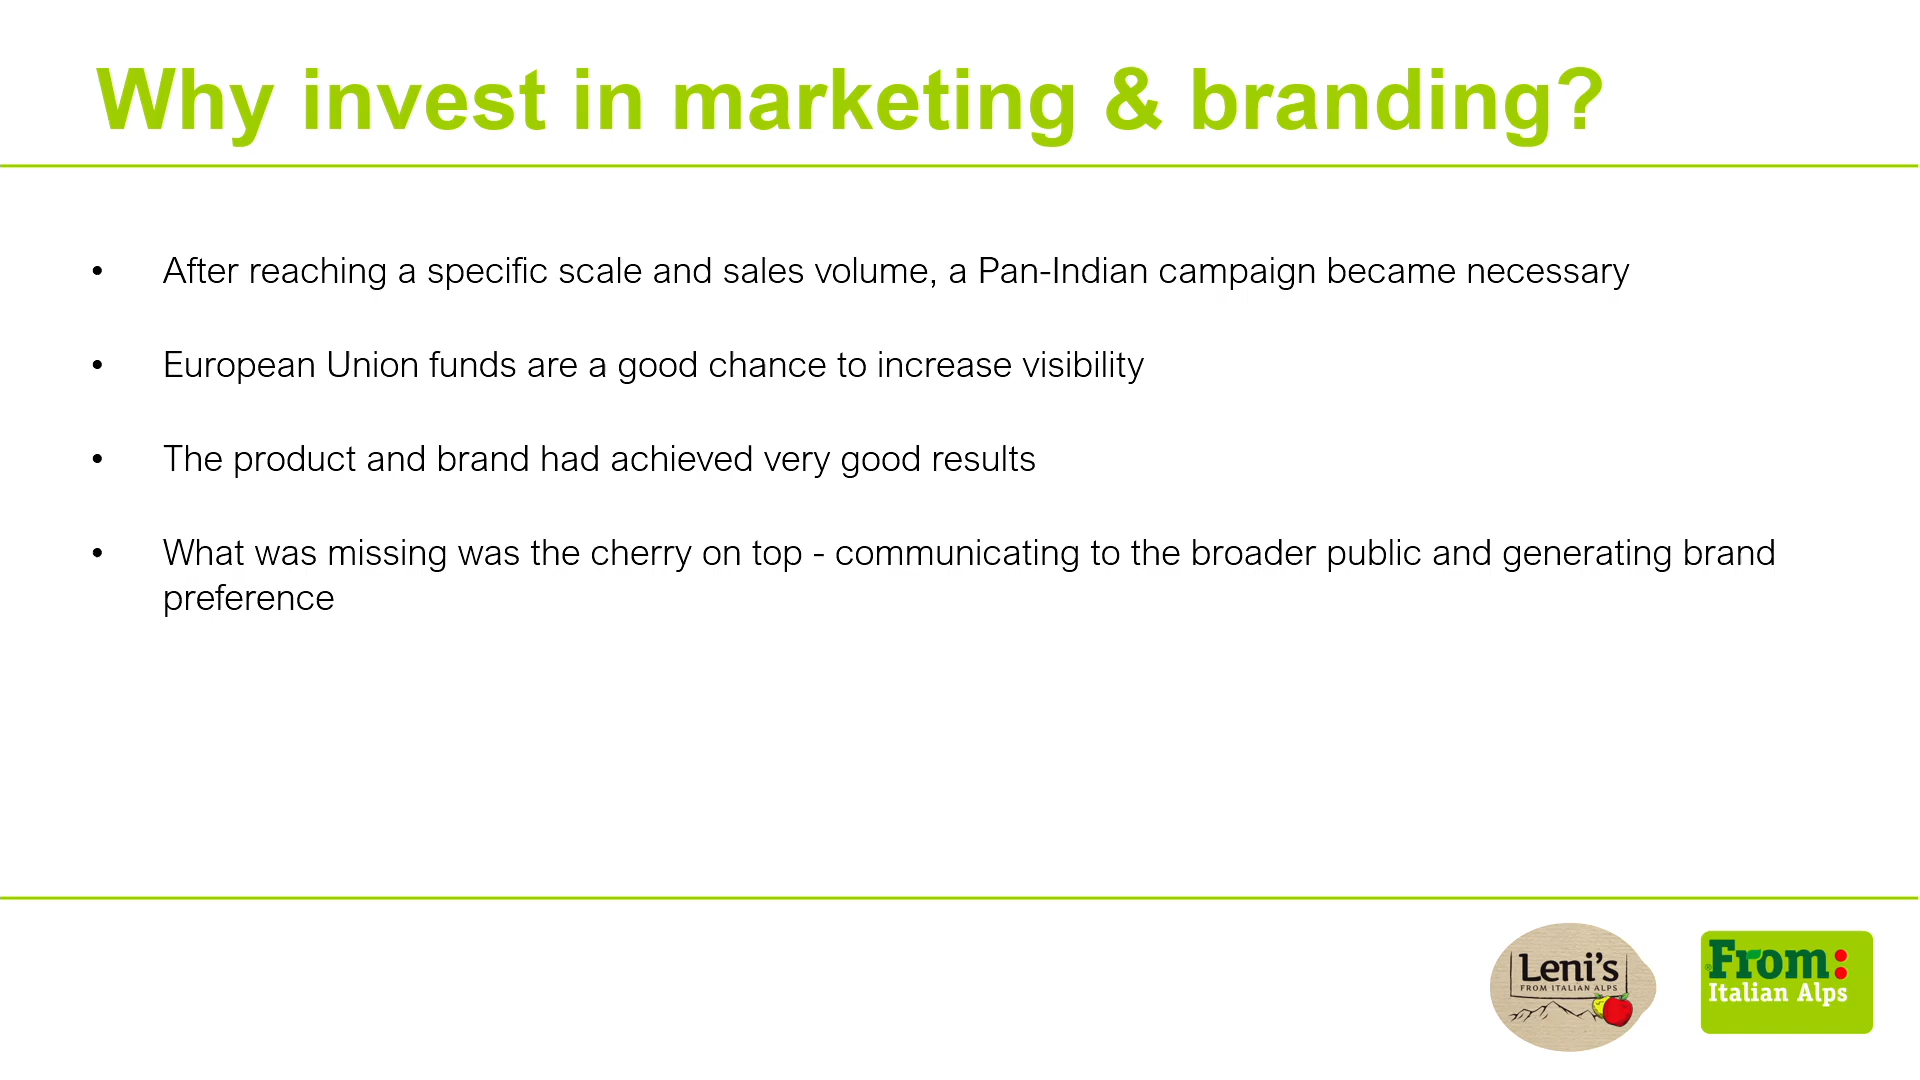 Why invest in marketing & branding?
• After reaching a specific scale and sales volume, a Pan-Indian campaign became necessary
• European Union funds are a good chance to increase visibility
• The product and brand had achieved very good results
• What was missing was the cherry on top - communicating to the broader public and generating brand
preference
Leni's
FROM ITALIAN ALPS
From:
Italian Alps